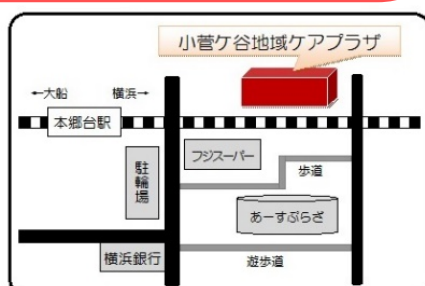 小菅ケ谷地域ケアプラザ
←大船 横浜→
本郷台駅
フジスーパー
駐輪場
歩道
あーすぷらざ
横浜銀行
遊歩道